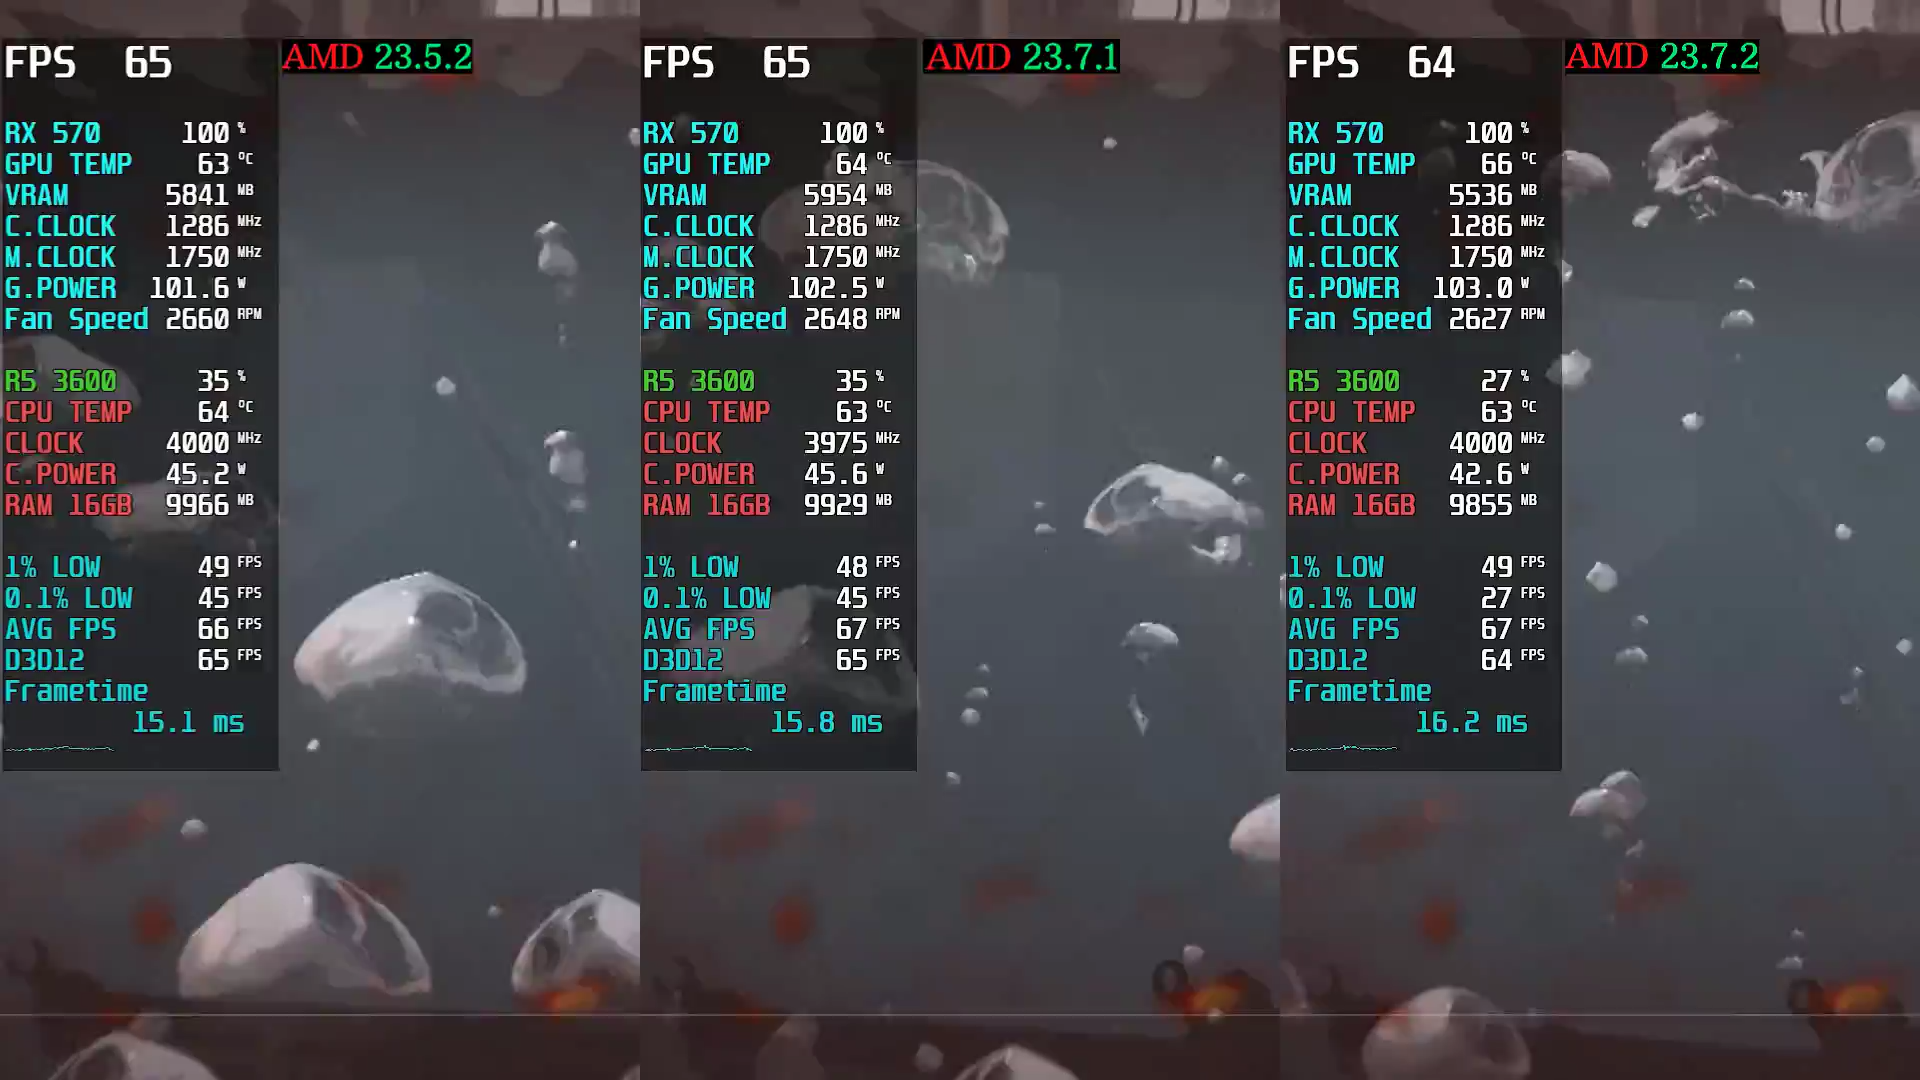 FPS 65 AMD 23.5.2
RX 570 100 %
GPU TEMP 63 °C
VRAM 5841 MB
C.CLOCK 1286 MHz
M.CLOCK 1750 MHz
G.POWER 101.6 W
Fan Speed 2660 RPM
R5 3600 35 %
CPU TEMP 64 °C
CLOCK 4000 MHz
C.POWER 45.2 W
RAM 16GB 9966 MB
1% LOW 49 FPS
0.1% LOW 45 FPS
AVG FPS 66 FPS
D3D12 65 FPS
Frametime
15.1 ms
FPS 65 AMD 23.7.1
RX 570 100 %
GPU TEMP 64 °C
VRAM 5954 MB
C.CLOCK 1286 MHz
M.CLOCK 1750 MHz
G.POWER 102.5 W
Fan Speed 2648 RPM
R5 3600 35 %
CPU TEMP 63 °C
CLOCK 3975 MHz
C.POWER 45.6 W
RAM 16GB 9929 MB
1% LOW 48 FPS
0.1% LOW 45 FPS
AVG FPS 67 FPS
D3D12 65 FPS
Frametime
15.8 ms
FPS 64 AMD 23.7.2
RX 570 100 %
GPU TEMP 66 °C
VRAM 5536 MB
C.CLOCK 1286 MHz
M.CLOCK 1750 MHz
G.POWER 103.0 W
Fan Speed 2627 RPM
R5 3600 27 %
CPU TEMP 63 °C
CLOCK 4000 MHz
C.POWER 42.6 W
RAM 16GB 9855 MB
1% LOW 49 FPS
0.1% LOW 27 FPS
AVG FPS 67 FPS
D3D12 64 FPS
Frametime
16.2 ms